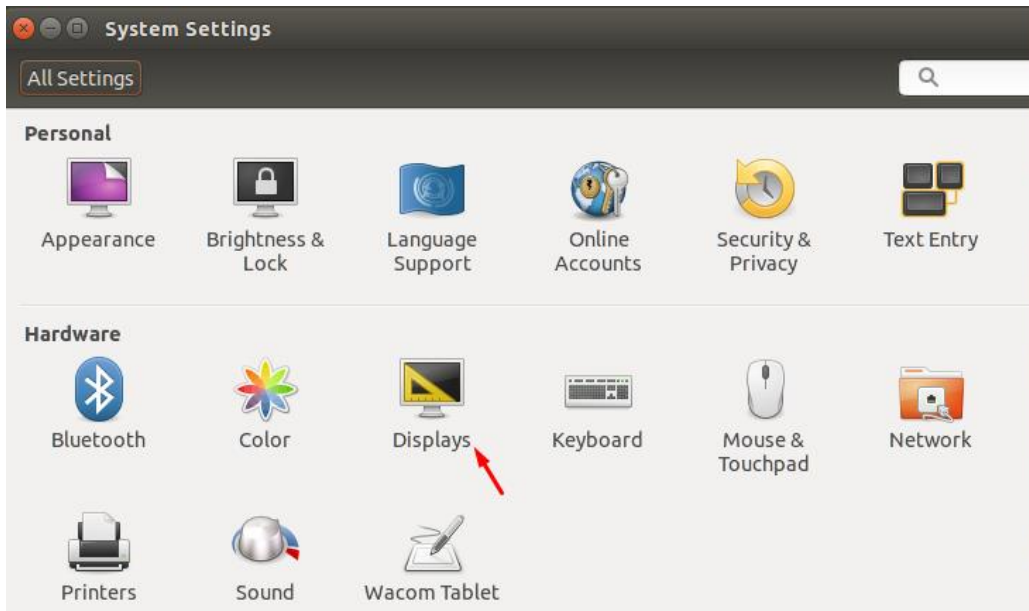 System Settings
All Settings
Personal
Appearance
Brightness &
Lock
Language
Support
Online
Accounts
Security &
Privacy
Text Entry
Hardware
Bluetooth
Color
Displays
Keyboard
Mouse &
Touchpad
Network
Printers
Sound
Wacom Tablet